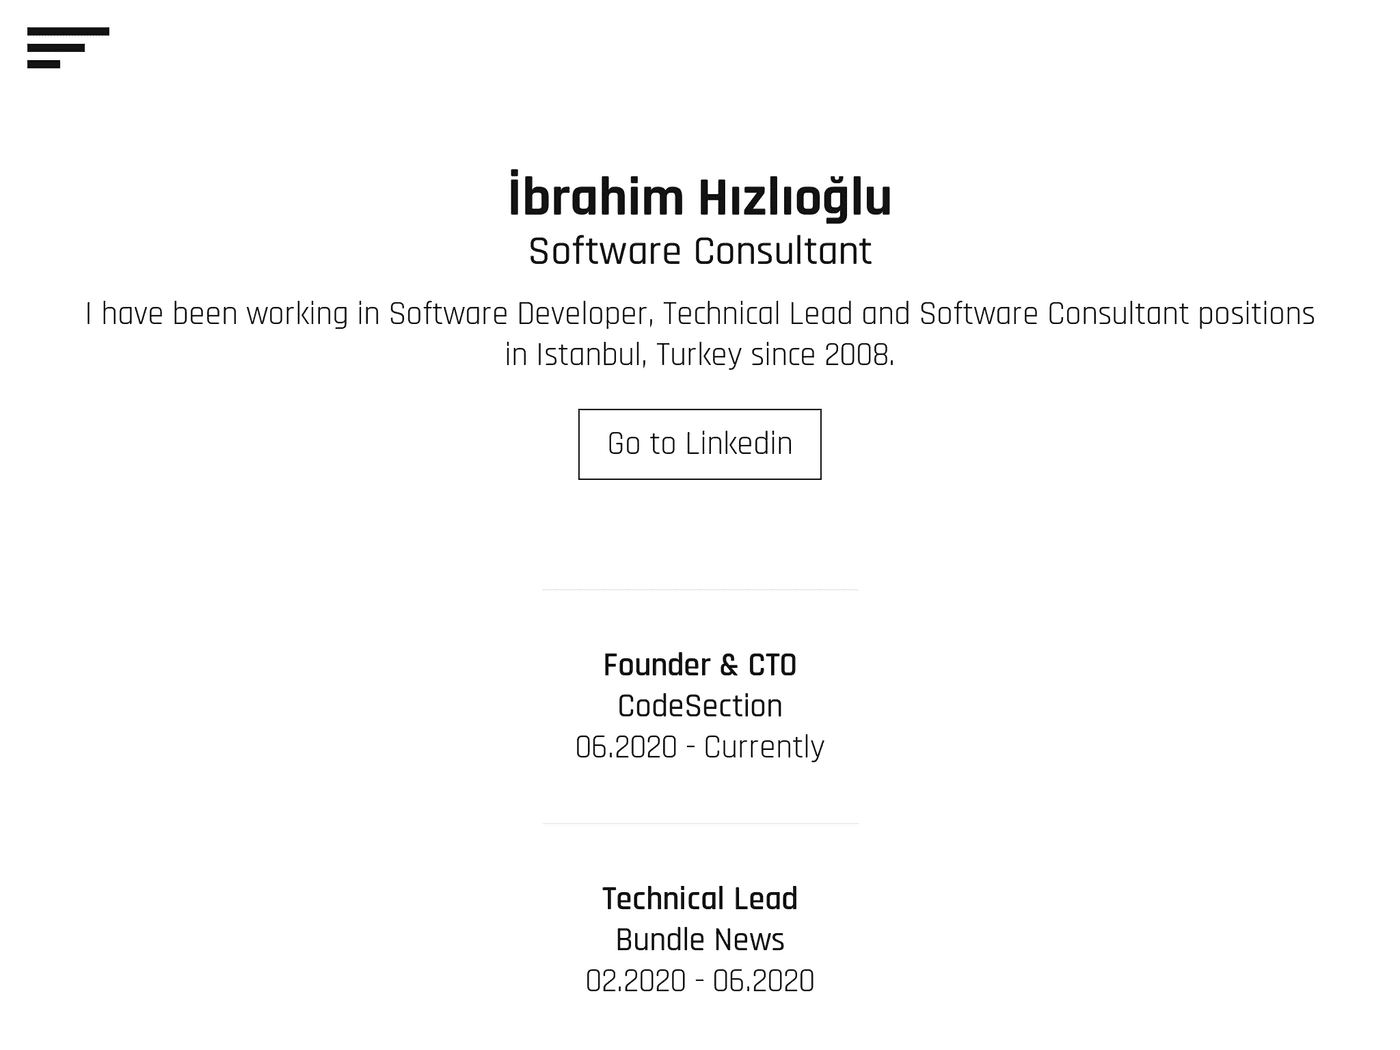 İbrahim Hızlıoğlu
Software Consultant
I have been working in Software Developer, Technical Lead and Software Consultant positions
in Istanbul, Turkey since 2008.
Go to Linkedin
Founder & CTO
CodeSection
06.2020 - Currently
Technical Lead
Bundle News
02.2020 - 06.2020